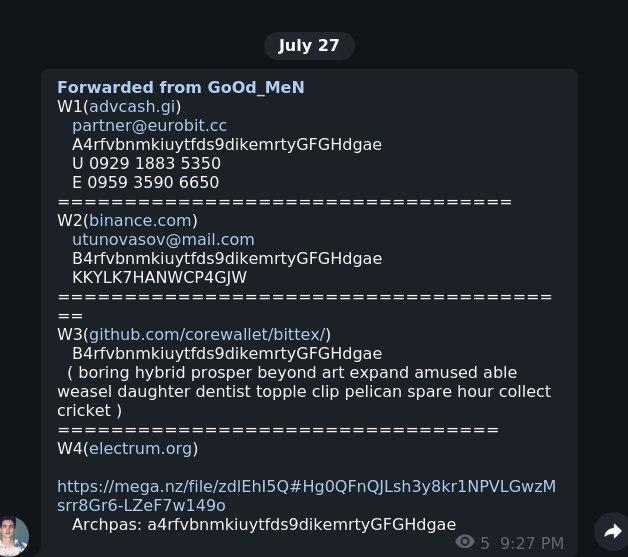 July 27
Forwarded from GoOd_MeN
W1(advcash.gi)
partner@eurobit.cc
A4rfvbnmkiuytfds9dikemrtyGFGHdgae
U 0929 1883 5350
E 0959 3590 6650
==================================
W2(binance.com)
utunovasov@mail.com
B4rfvbnmkiuytfds9dikemrtyGFGHdgae
KKYLK7HANWCP4GJW
=====================================
==
W3(github.com/corewallet/bittex/)
B4rfvbnmkiuytfds9dikemrtyGFGHdgae
( boring hybrid prosper beyond art expand amused able
weasel daughter dentist topple clip pelican spare hour collect
cricket )
=================================
W4(electrum.org)
https://mega.nz/file/zdlEhI5Q#Hg0QFnQJLsh3y8kr1NPVLGwzM
srr8Gr6-LZeF7w149o
Archpas: a4rfvbnmkiuytfds9dikemrtyGFGHdgae
5 9:27 PM